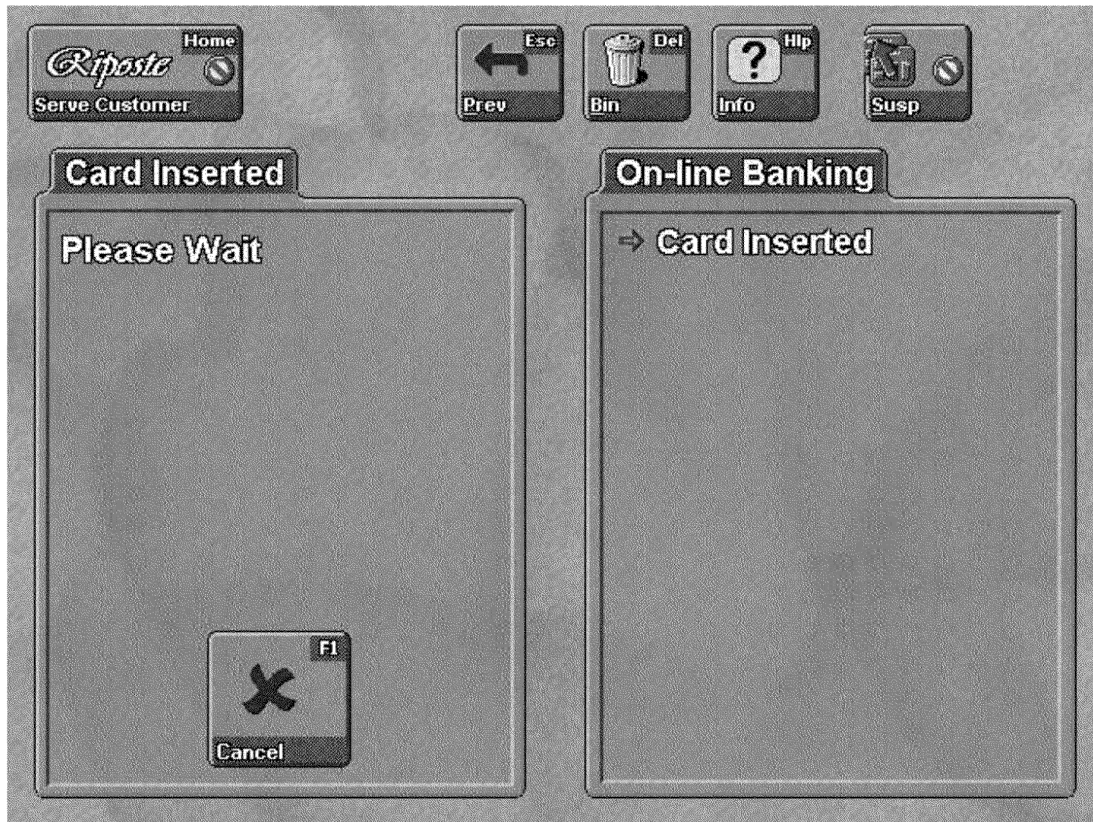 Riposte Home
Serve Customer
Esc
Prev
Del
Bin
Hlp
?
Info
Susp
Card Inserted
Please Wait
F1
Cancel
On-line Banking
⇨ Card Inserted